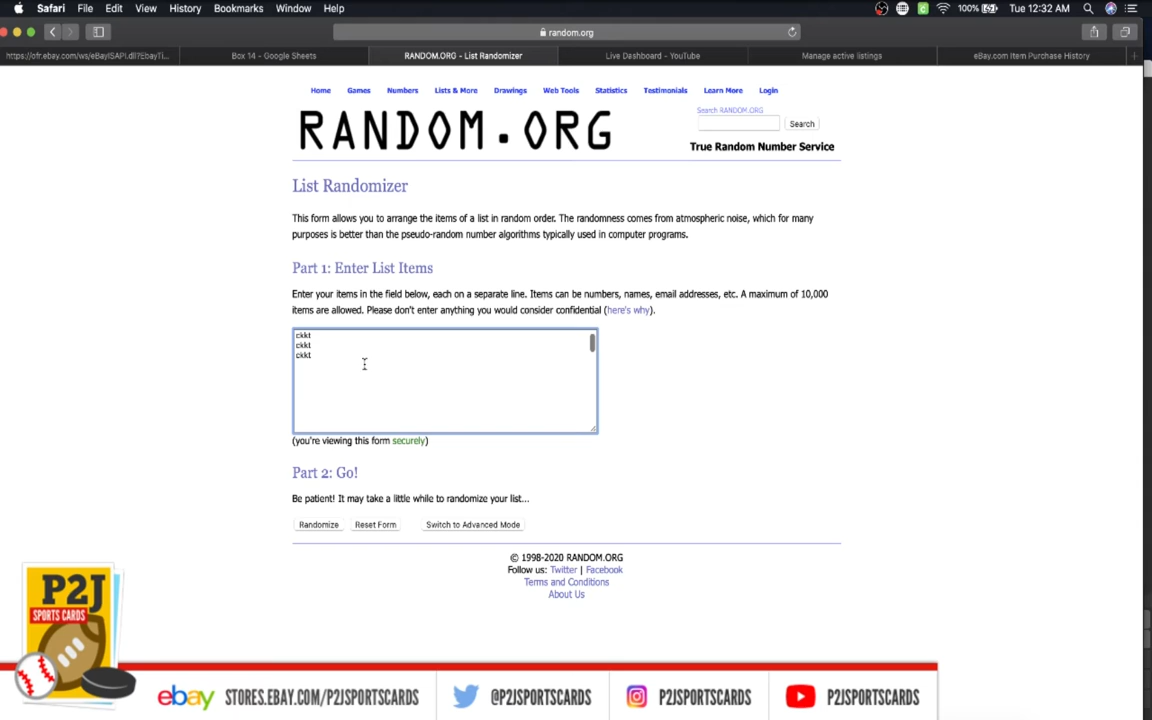 Safari File Edit View History Bookmarks Window Help 100% Tue 12:32 AM
random.org
https://ofr.ebay.com/ws/eBayISAPI.dll?EbayTi... Box 14 - Google Sheets RANDOM.ORG - List Randomizer Live Dashboard - YouTube Manage active listings eBay.com Item Purchase History
Home Games Numbers Lists & More Drawings Web Tools Statistics Testimonials Learn More Login
RANDOM.ORG
Search RANDOM.ORG
Search
True Random Number Service
List Randomizer
This form allows you to arrange the items of a list in random order. The randomness comes from atmospheric noise, which for many
purposes is better than the pseudo-random number algorithms typically used in computer programs.
Part 1: Enter List Items
Enter your items in the field below, each on a separate line. Items can be numbers, names, email addresses, etc. A maximum of 10,000
items are allowed. Please don't enter anything you would consider confidential (here's why).
ckkt
ckkt
ckkt
(you're viewing this form securely)
Part 2: Go!
Be patient! It may take a little while to randomize your list...
Randomize Reset Form Switch to Advanced Mode
© 1998-2020 RANDOM.ORG
Follow us: Twitter | Facebook
Terms and Conditions
About Us
P2J
SPORTS CARDS
ebay STORES.EBAY.COM/P2JSPORTSCARDS @P2JSPORTSCARDS P2JSPORTSCARDS P2JSPORTSCARDS